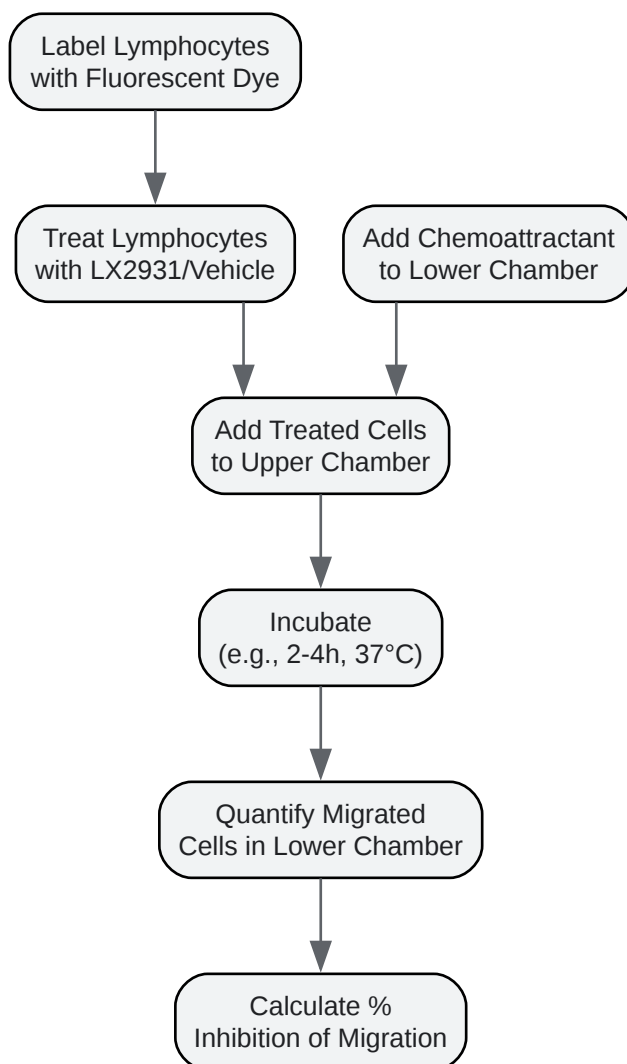 Label Lymphocytes
with Fluorescent Dye
Treat Lymphocytes
with LX2931/Vehicle
Add Chemoattractant
to Lower Chamber
Add Treated Cells
to Upper Chamber
Incubate
(e.g., 2-4h, 37°C)
Quantify Migrated
Cells in Lower Chamber
Calculate %
Inhibition of Migration